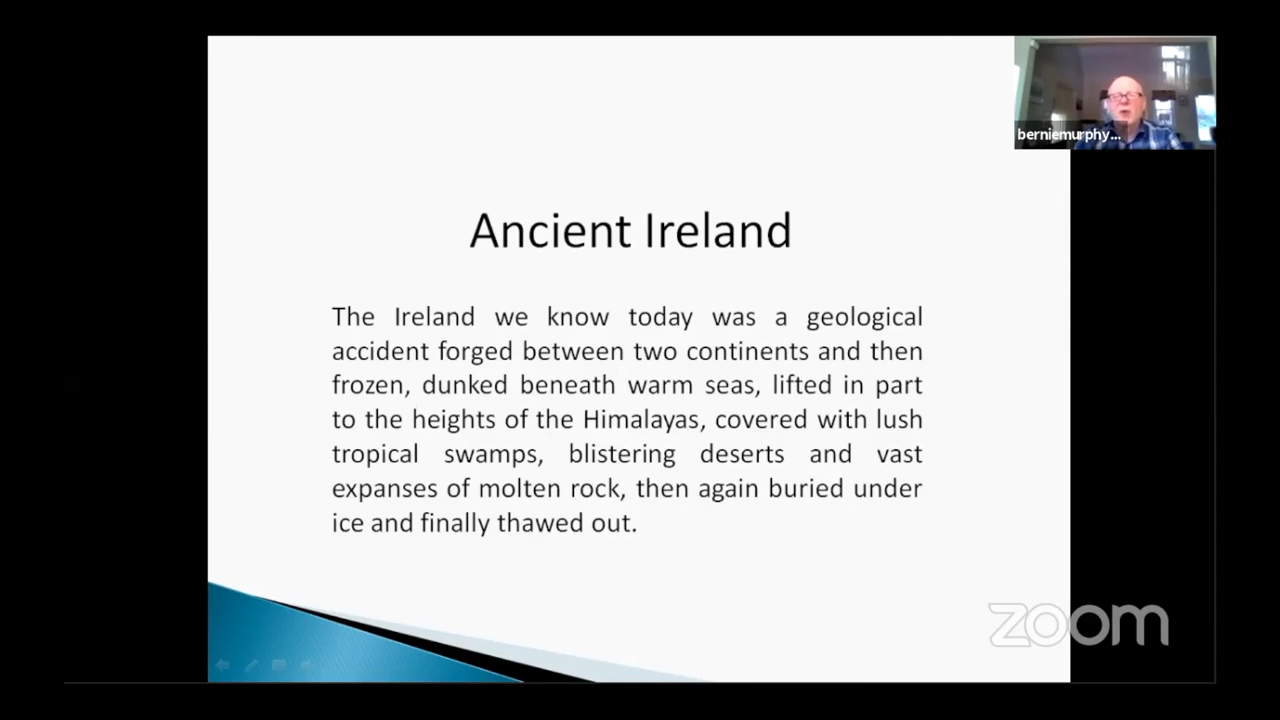 berniemurphy...
Ancient Ireland
The Ireland we know today was a geological
accident forged between two continents and then
frozen, dunked beneath warm seas, lifted in part
to the heights of the Himalayas, covered with lush
tropical swamps, blistering deserts and vast
expanses of molten rock, then again buried under
ice and finally thawed out.
zoom